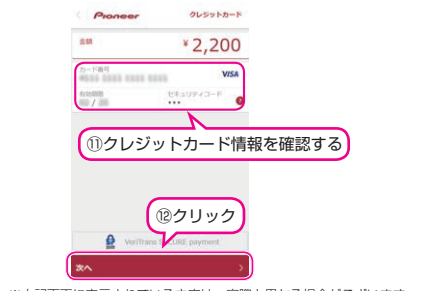 Pioneer クレジットカード
金額 ¥ 2,200
カード番号 VISA
有効期限 セキュリティコード
/ ••• ?
⑪クレジットカード情報を確認する
⑫クリック
VeriTrans SECURE payment
次へ